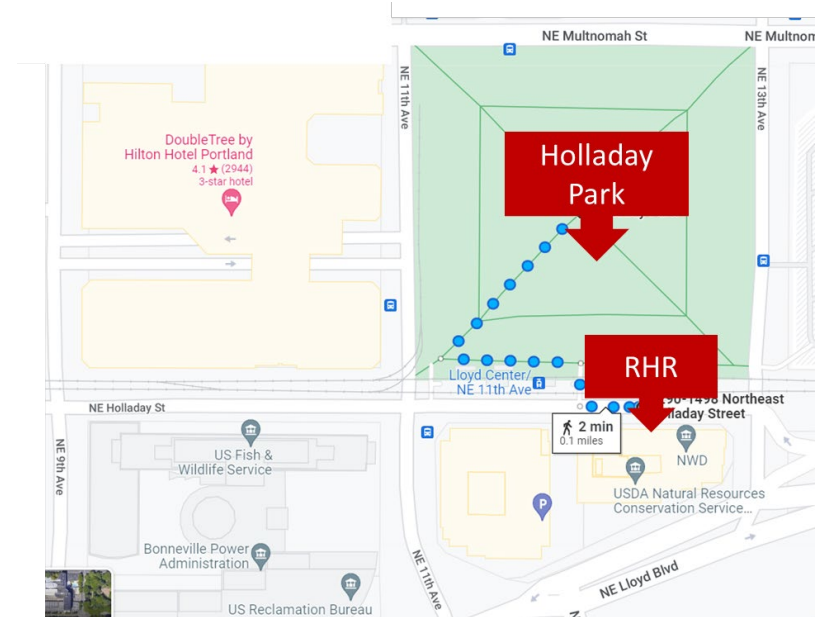 NE Multnomah St
NE Multnom
NE 11th Ave
NE 13th Ave
DoubleTree by
Hilton Hotel Portland
4.1 ★ (2944)
3-star hotel
Holladay
Park
RHR
Lloyd Center/
NE 11th Ave
90-1498 Northeast
lladay Street
NE Holladay St
2 min
0.1 miles
US Fish &
Wildlife Service
NWD
NE 9th Ave
USDA Natural Resources
Conservation Service...
P
Bonneville Power
Administration
NE 11th Ave
NE Lloyd Blvd
US Reclamation Bureau
N